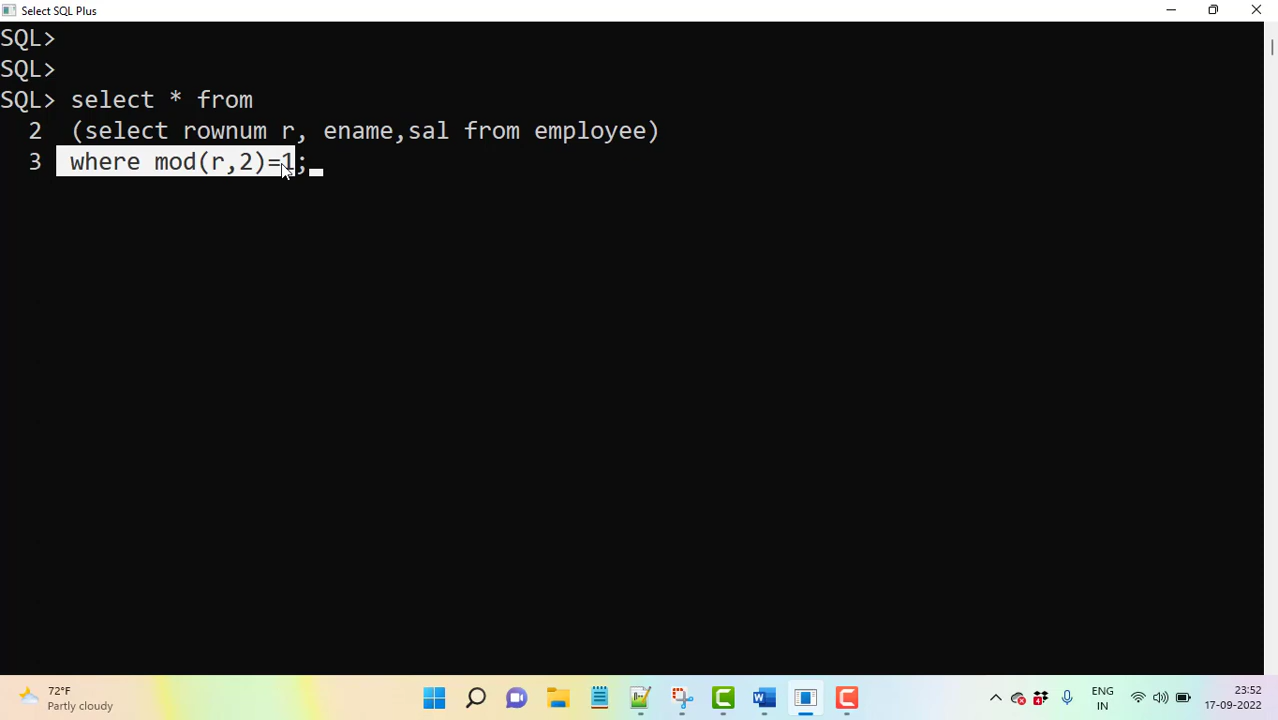 Select SQL Plus
SQL>
SQL>
SQL> select * from
2 (select rownum r, ename,sal from employee)
3 where mod(r,2)=1;
72°F
Partly cloudy
4
ENG
IN
23:52
17-09-2022